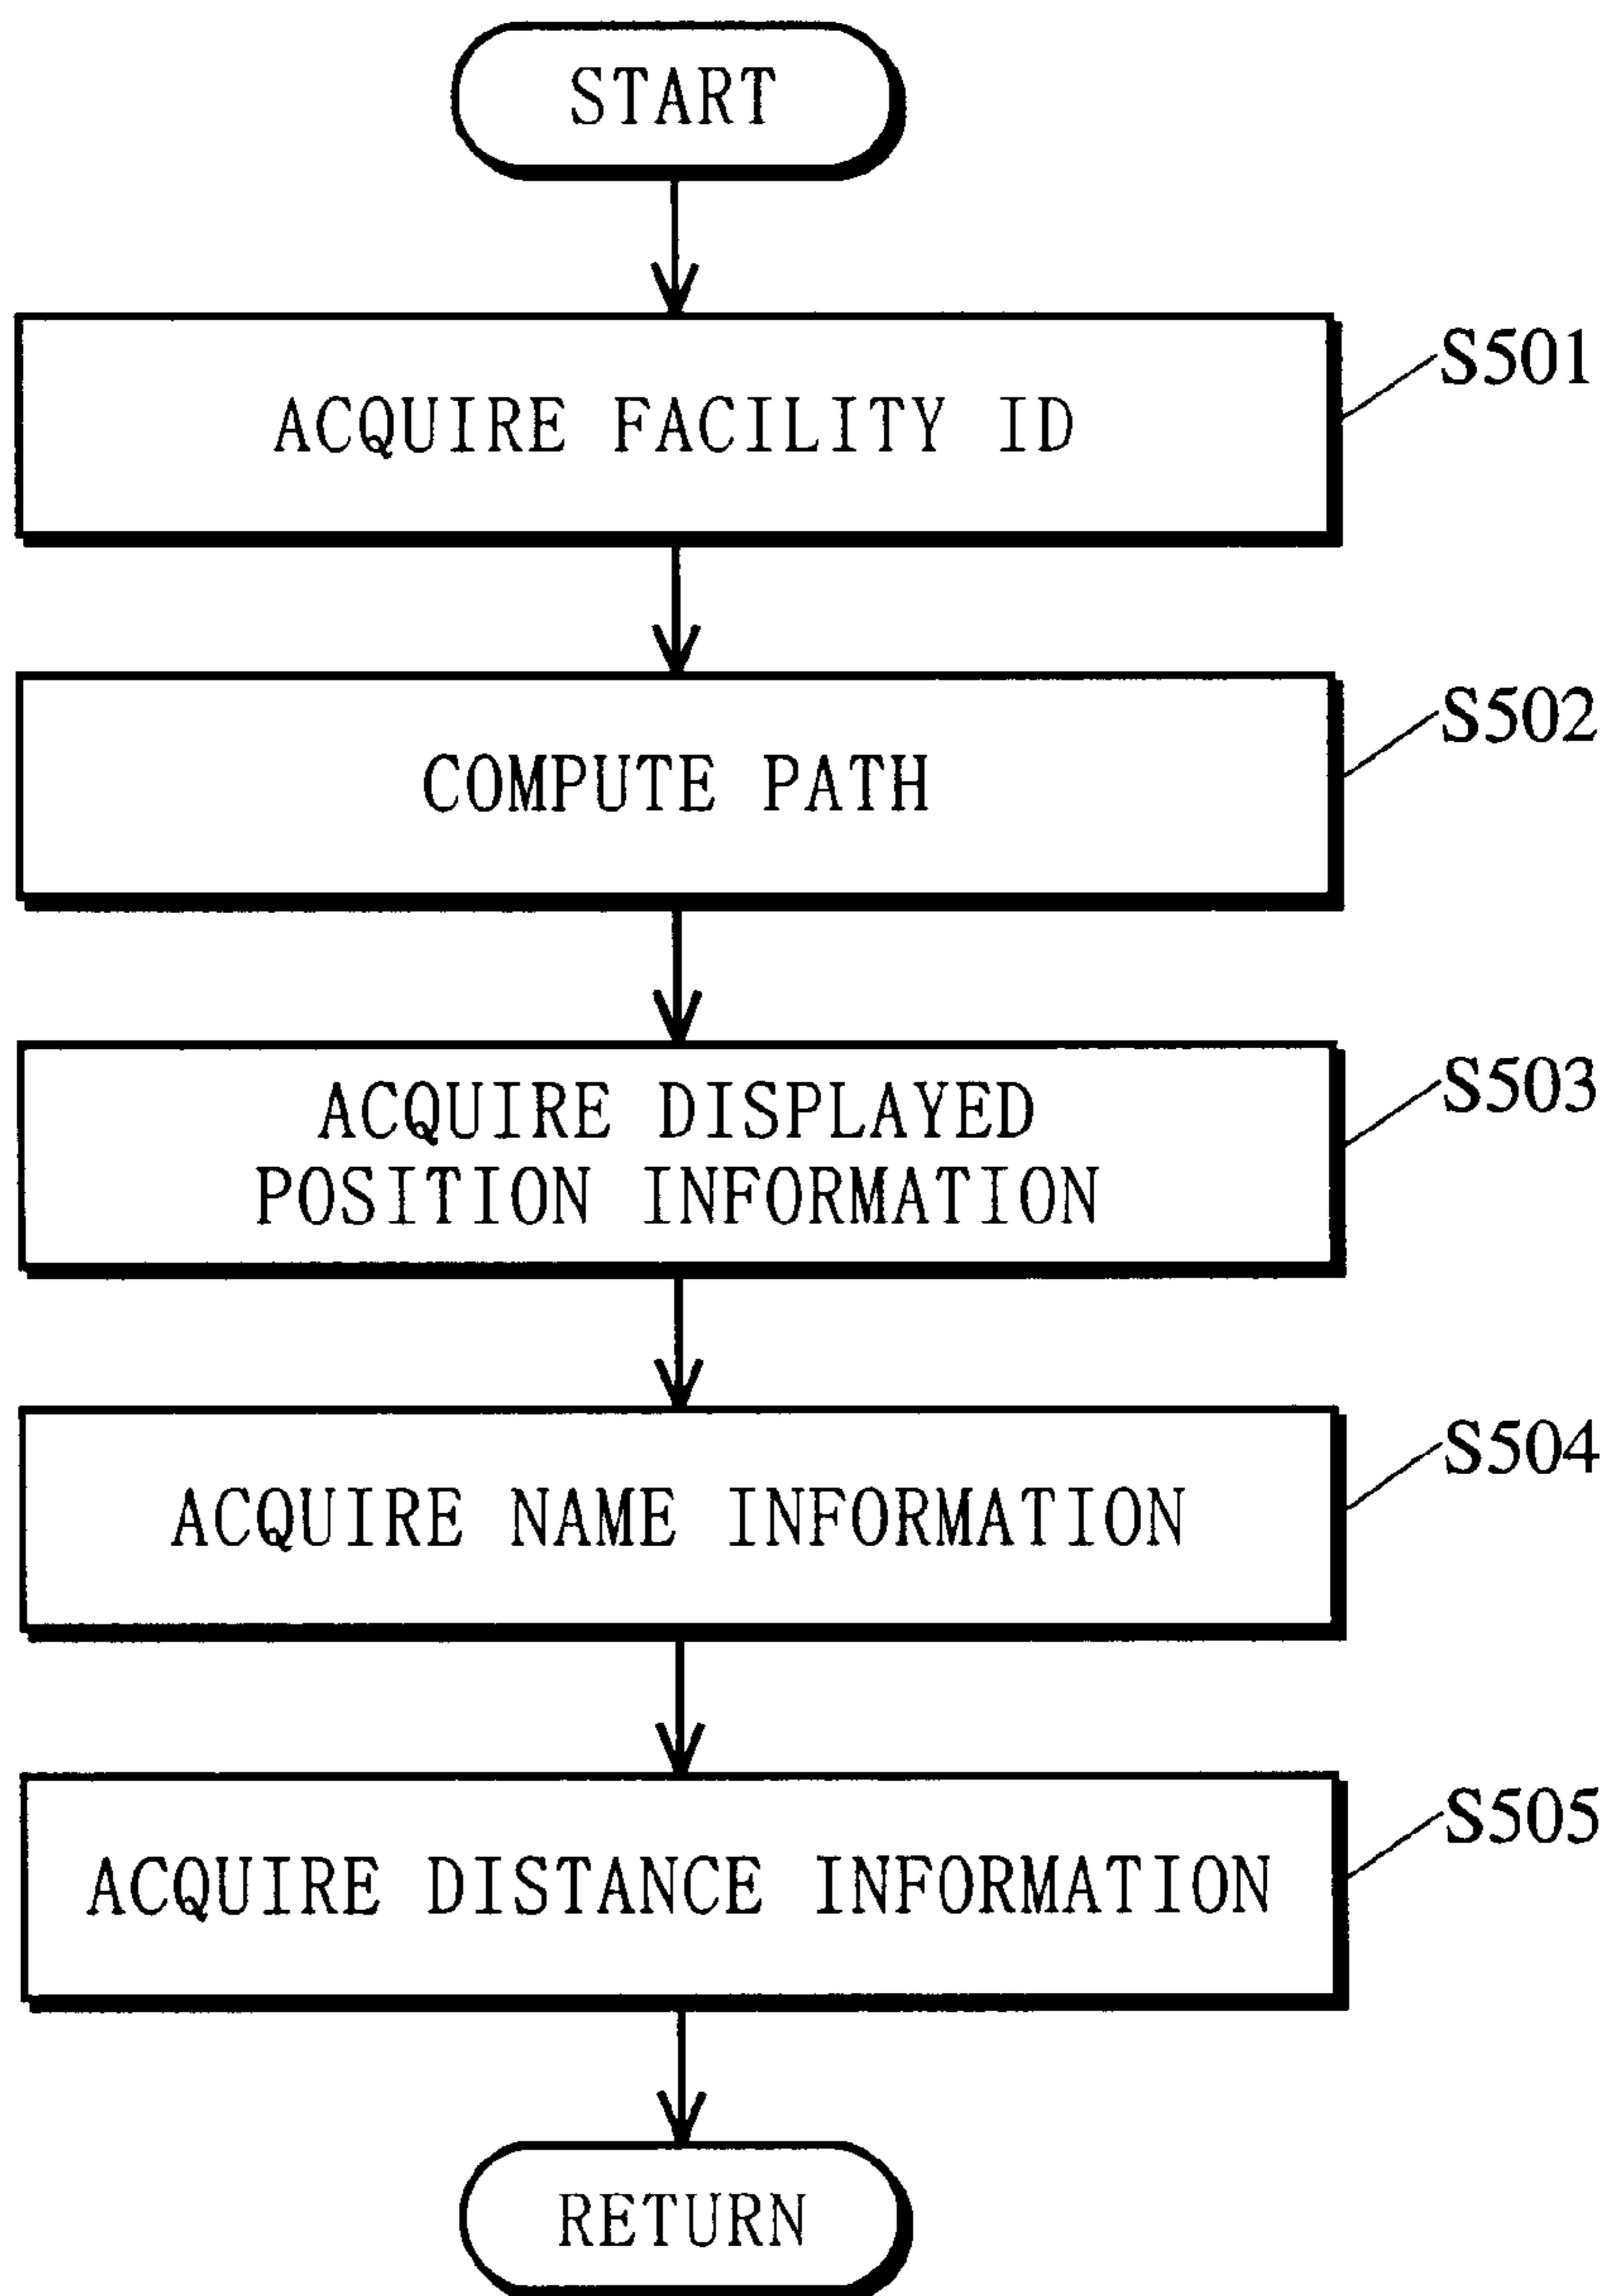 START
ACQUIRE FACILITY ID
S501
COMPUTE PATH
S502
ACQUIRE DISPLAYED
POSITION INFORMATION
S503
ACQUIRE NAME INFORMATION
S504
ACQUIRE DISTANCE INFORMATION
S505
RETURN